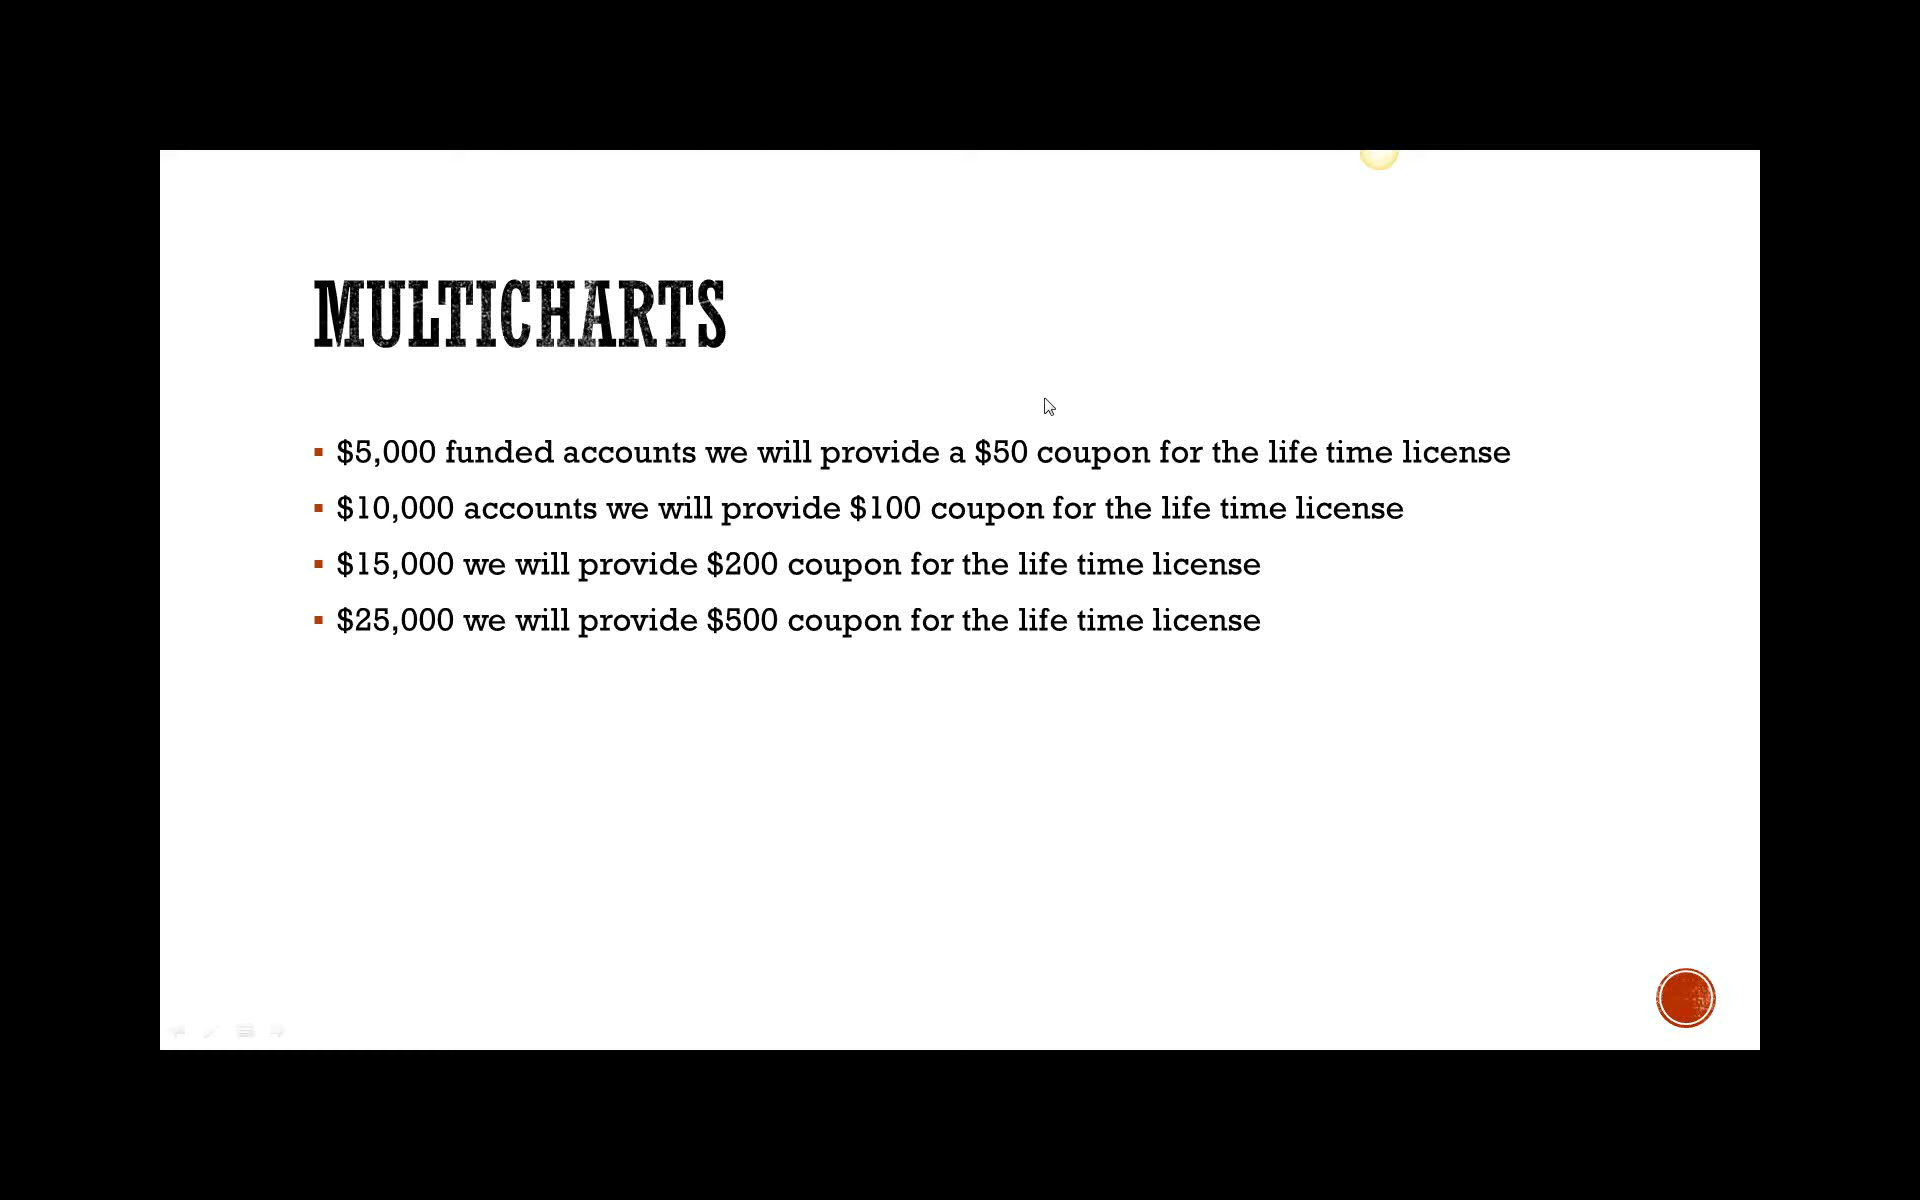 MULTICHARTS
▪ $5,000 funded accounts we will provide a $50 coupon for the life time license
▪ $10,000 accounts we will provide $100 coupon for the life time license
▪ $15,000 we will provide $200 coupon for the life time license
▪ $25,000 we will provide $500 coupon for the life time license